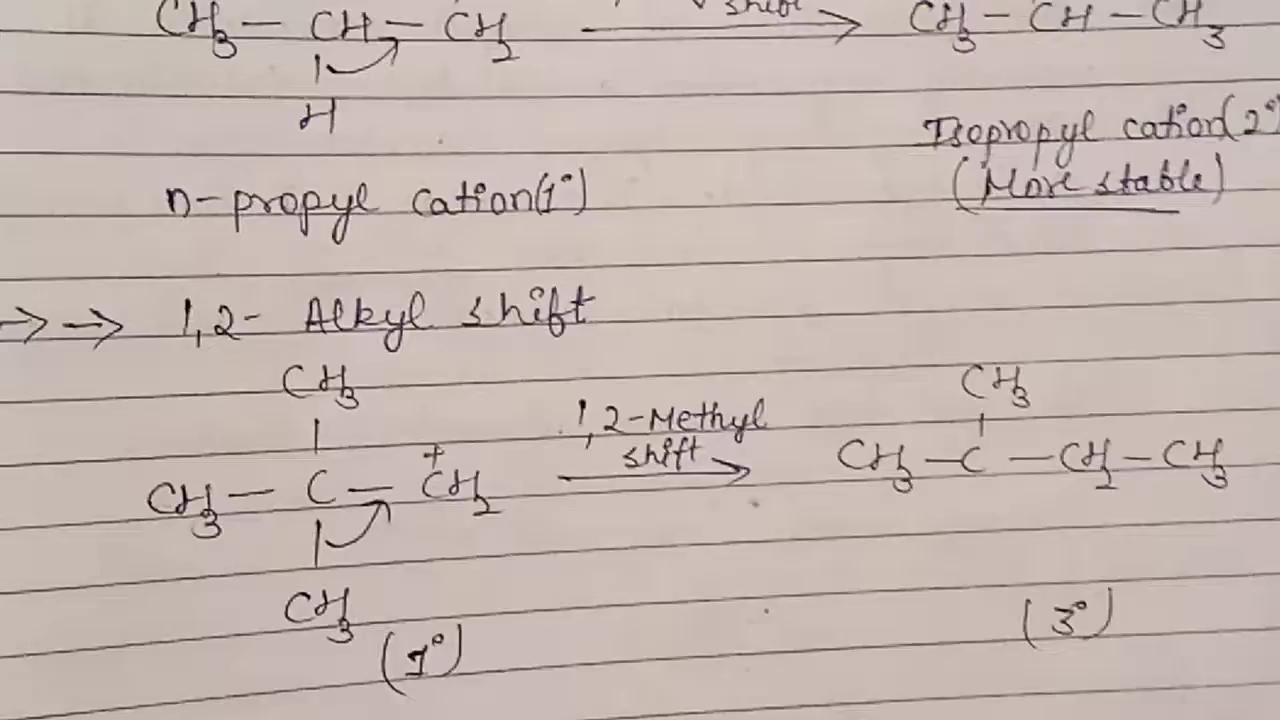 shift
CH3 — CH — CH2 ⟶ CH3 — CH — CH3
|
H
Isopropyl cation(2°
n-propyl cation(1°)
(More stable)
→→ 1,2- Alkyl shift
CH3 CH3
| 1,2-Methyl |
+ shift
CH3 — C — CH2 ⟶ CH3 — C — CH2 — CH3
|
CH3
(1°) (3°)